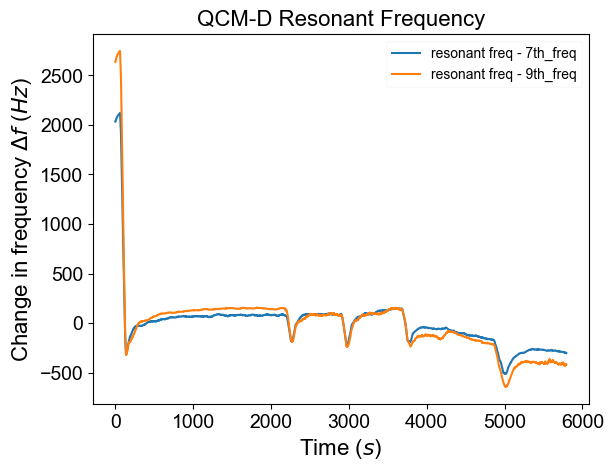 QCM-D Resonant Frequency
resonant freq - 7th_freq
resonant freq - 9th_freq
Change in frequency Δf (Hz)
2500
2000
1500
1000
500
0
−500
0 1000 2000 3000 4000 5000 6000
Time (s)